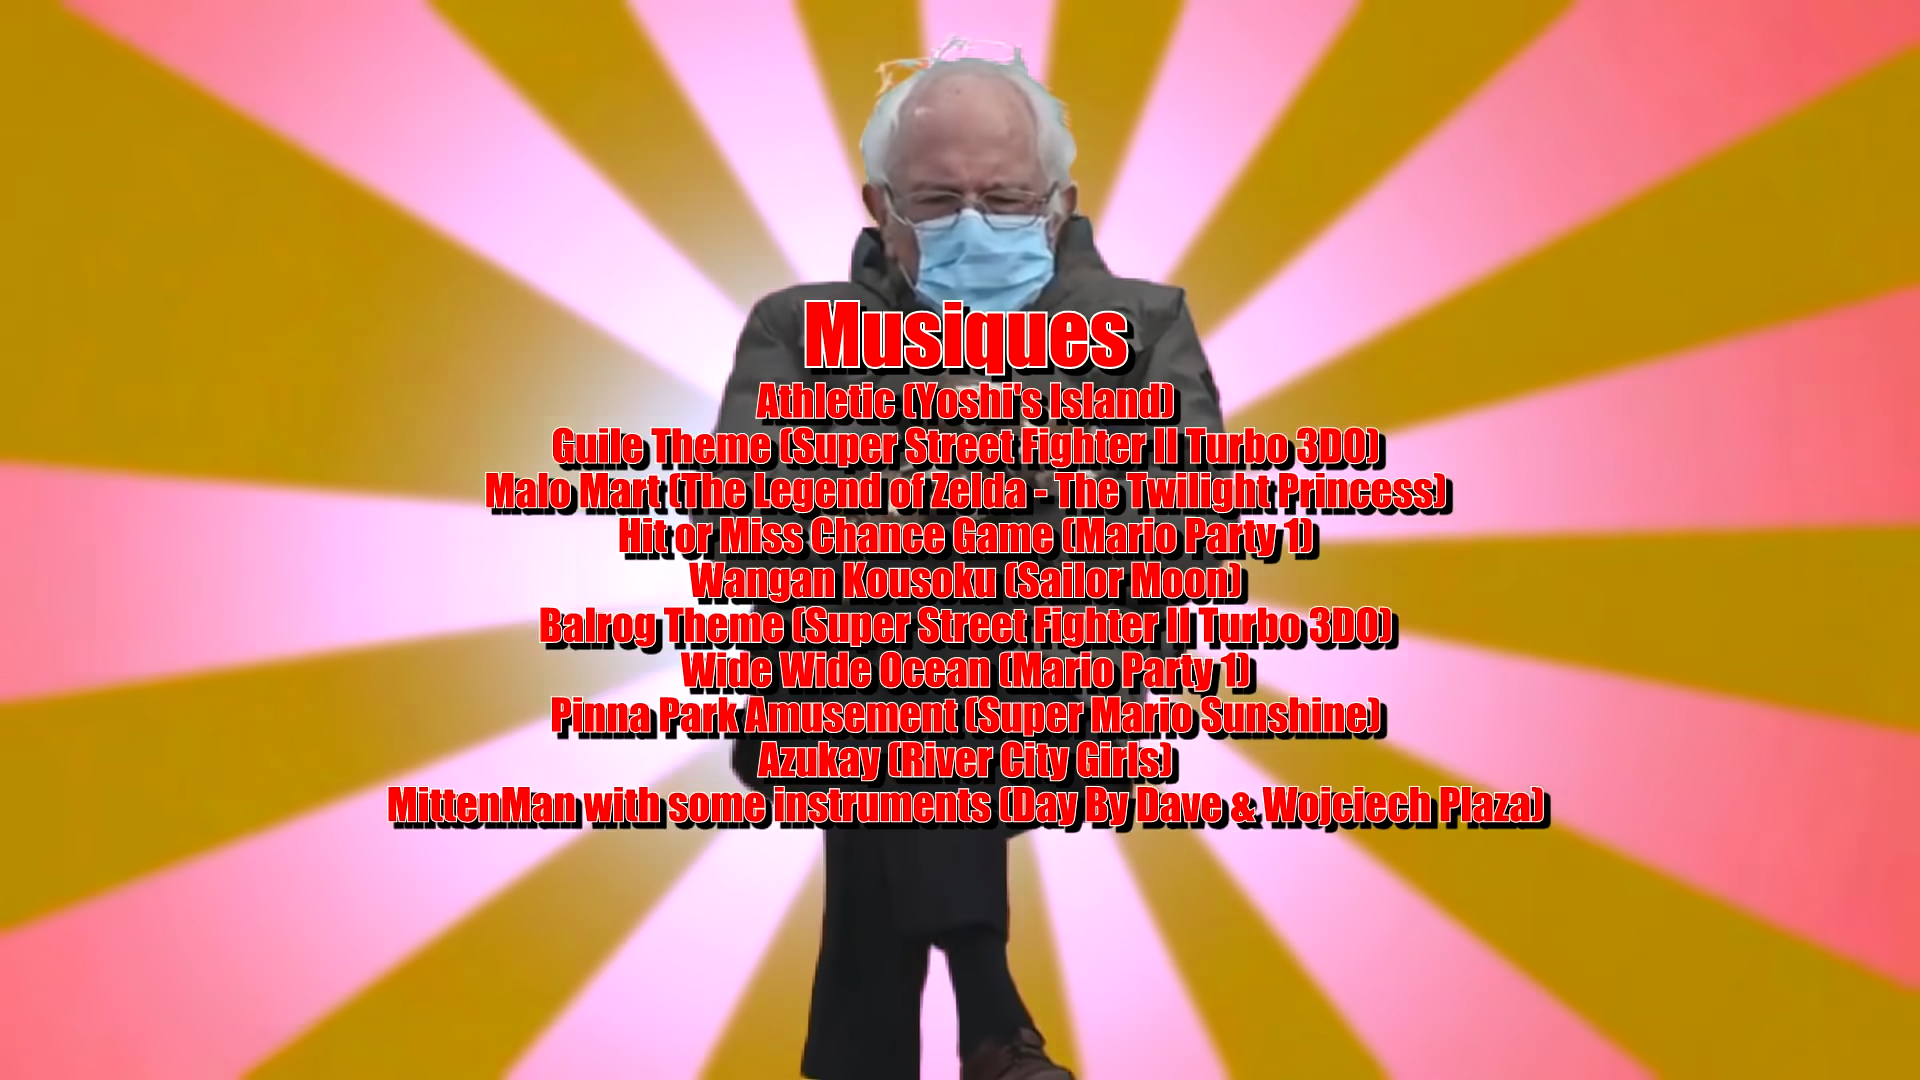 Musiques
Athletic (Yoshi's Island)
Guile Theme (Super Street Fighter II Turbo 3DO)
Malo Mart (The Legend of Zelda - The Twilight Princess)
Hit or Miss Chance Game (Mario Party 1)
Wangan Kousoku (Sailor Moon)
Balrog Theme (Super Street Fighter II Turbo 3DO)
Wide Wide Ocean (Mario Party 1)
Pinna Park Amusement (Super Mario Sunshine)
Azukay (River City Girls)
MittenMan with some instruments (Day By Dave & Wojciech Plaza)